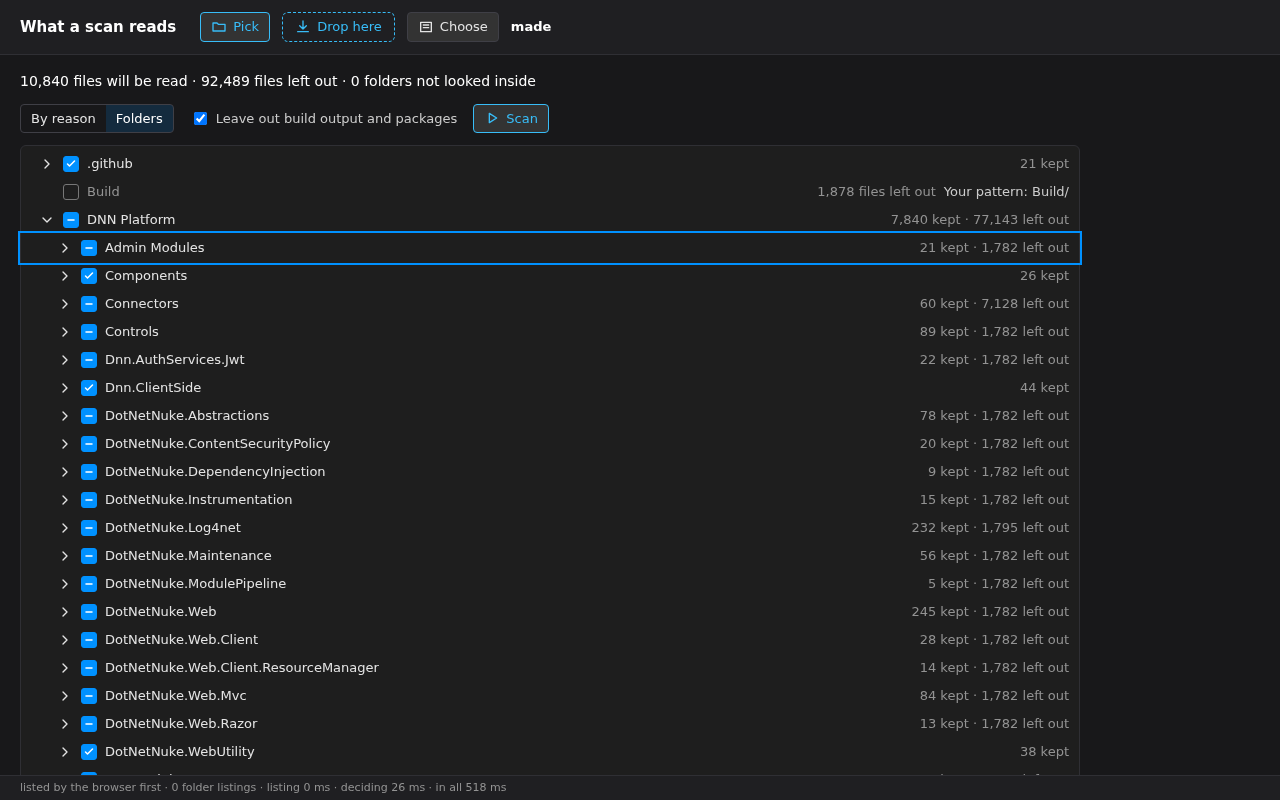 What a scan reads Pick Drop here Choose made
10,840 files will be read · 92,489 files left out · 0 folders not looked inside
By reason Folders Leave out build output and packages Scan
.github 21 kept
Build 1,878 files left out Your pattern: Build/
DNN Platform 7,840 kept · 77,143 left out
Admin Modules 21 kept · 1,782 left out
Components 26 kept
Connectors 60 kept · 7,128 left out
Controls 89 kept · 1,782 left out
Dnn.AuthServices.Jwt 22 kept · 1,782 left out
Dnn.ClientSide 44 kept
DotNetNuke.Abstractions 78 kept · 1,782 left out
DotNetNuke.ContentSecurityPolicy 20 kept · 1,782 left out
DotNetNuke.DependencyInjection 9 kept · 1,782 left out
DotNetNuke.Instrumentation 15 kept · 1,782 left out
DotNetNuke.Log4net 232 kept · 1,795 left out
DotNetNuke.Maintenance 56 kept · 1,782 left out
DotNetNuke.ModulePipeline 5 kept · 1,782 left out
DotNetNuke.Web 245 kept · 1,782 left out
DotNetNuke.Web.Client 28 kept · 1,782 left out
DotNetNuke.Web.Client.ResourceManager 14 kept · 1,782 left out
DotNetNuke.Web.Mvc 84 kept · 1,782 left out
DotNetNuke.Web.Razor 13 kept · 1,782 left out
DotNetNuke.WebUtility 38 kept
listed by the browser first · 0 folder listings · listing 0 ms · deciding 26 ms · in all 518 ms